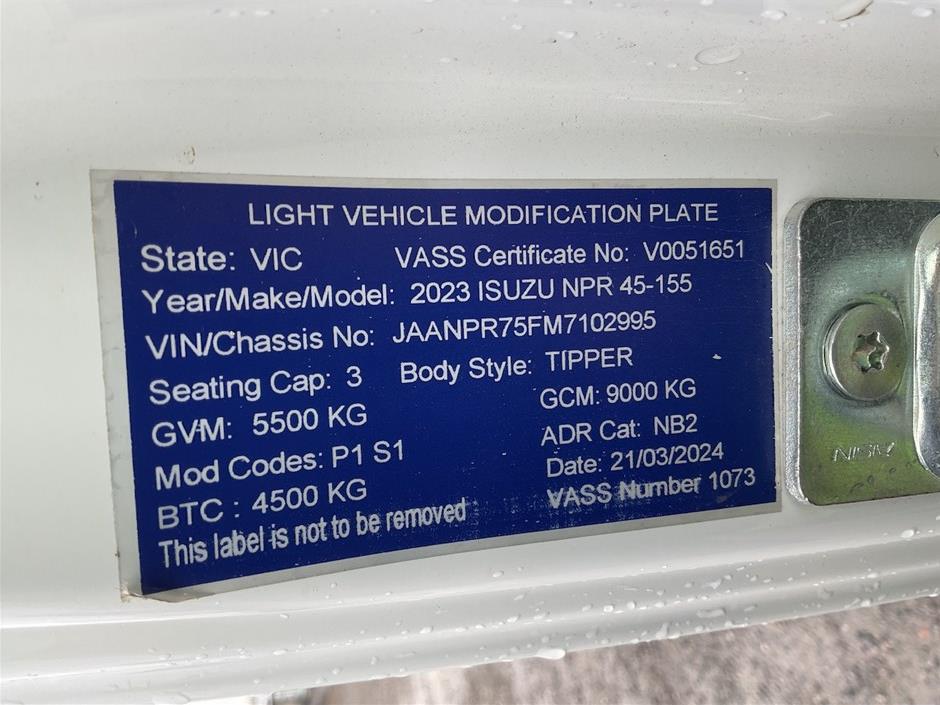 LIGHT VEHICLE MODIFICATION PLATE
State: VIC VASS Certificate No: V0051651
Year/Make/Model: 2023 ISUZU NPR 45-155
VIN/Chassis No: JAANPR75FM7102995
Seating Cap: 3 Body Style: TIPPER
GVM: 5500 KG GCM: 9000 KG
Mod Codes: P1 S1 ADR Cat: NB2
BTC : 4500 KG Date: 21/03/2024
This label is not to be removed VASS Number 1073
AISIN